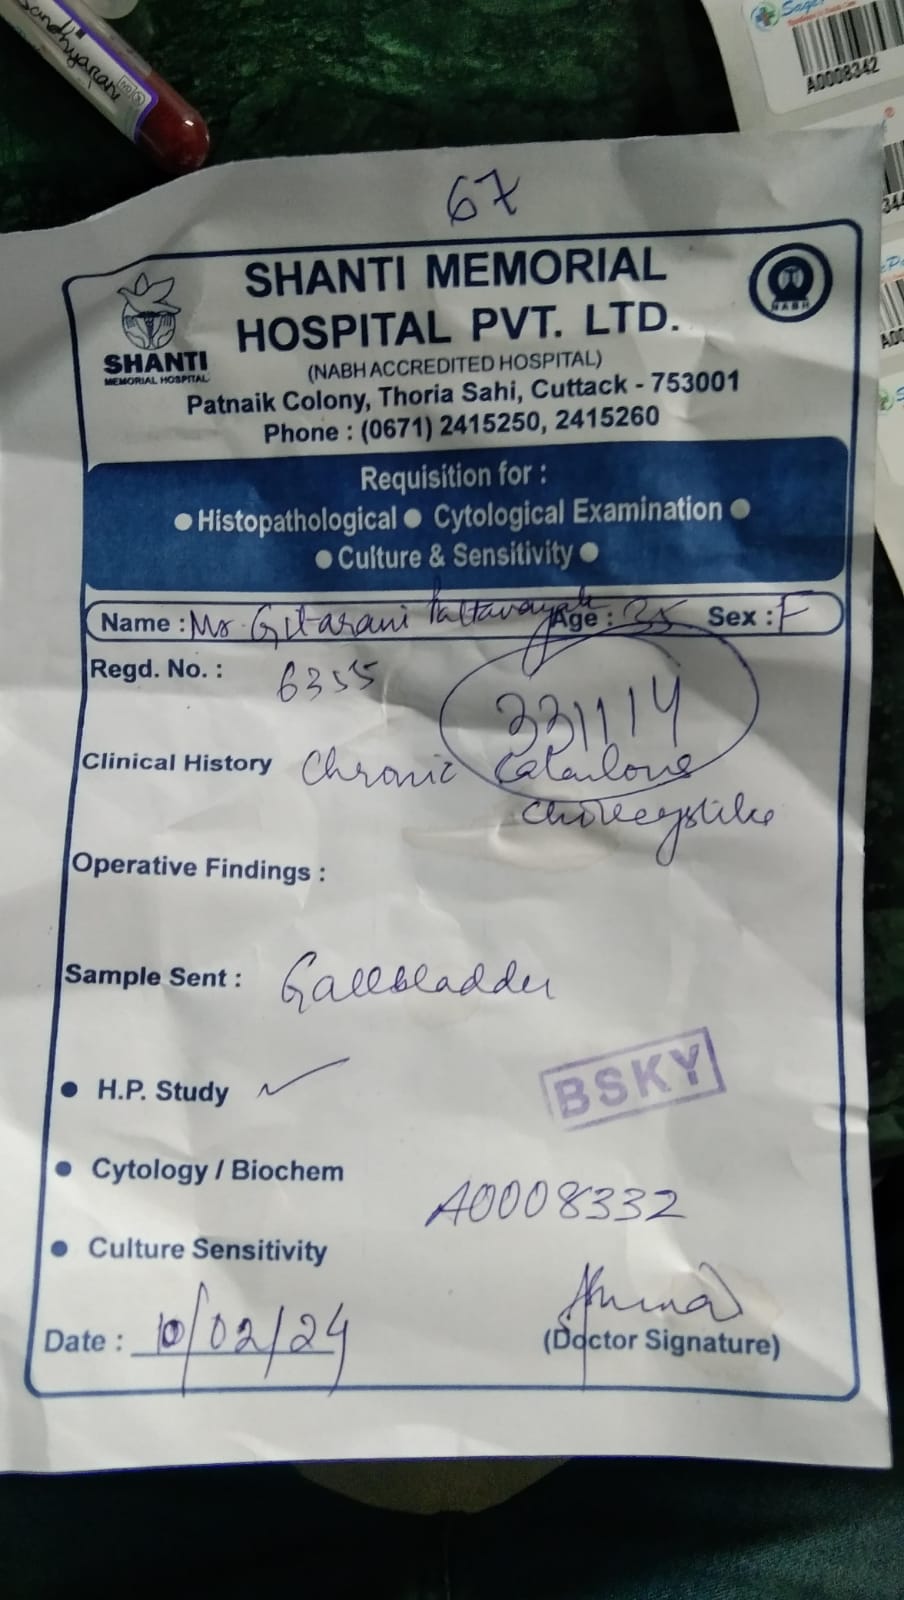 Sandhyarani
A0008342
67
SHANTI MEMORIAL
HOSPITAL PVT. LTD.
SHANTI
MEMORIAL HOSPITAL
NABH
(NABH ACCREDITED HOSPITAL)
Patnaik Colony, Thoria Sahi, Cuttack - 753001
Phone : (0671) 2415250, 2415260
Requisition for :
● Histopathological ● Cytological Examination ●
● Culture & Sensitivity ●
Name : Ms. Gitarani Age : 35 Sex : F
Regd. No. : 6355
331114
Clinical History Chronic
Operative Findings :
Sample Sent : Gallbladder
● H.P. Study ✓
BSKY
● Cytology / Biochem
A0008332
● Culture Sensitivity
Date : 10/02/24
(Doctor Signature)